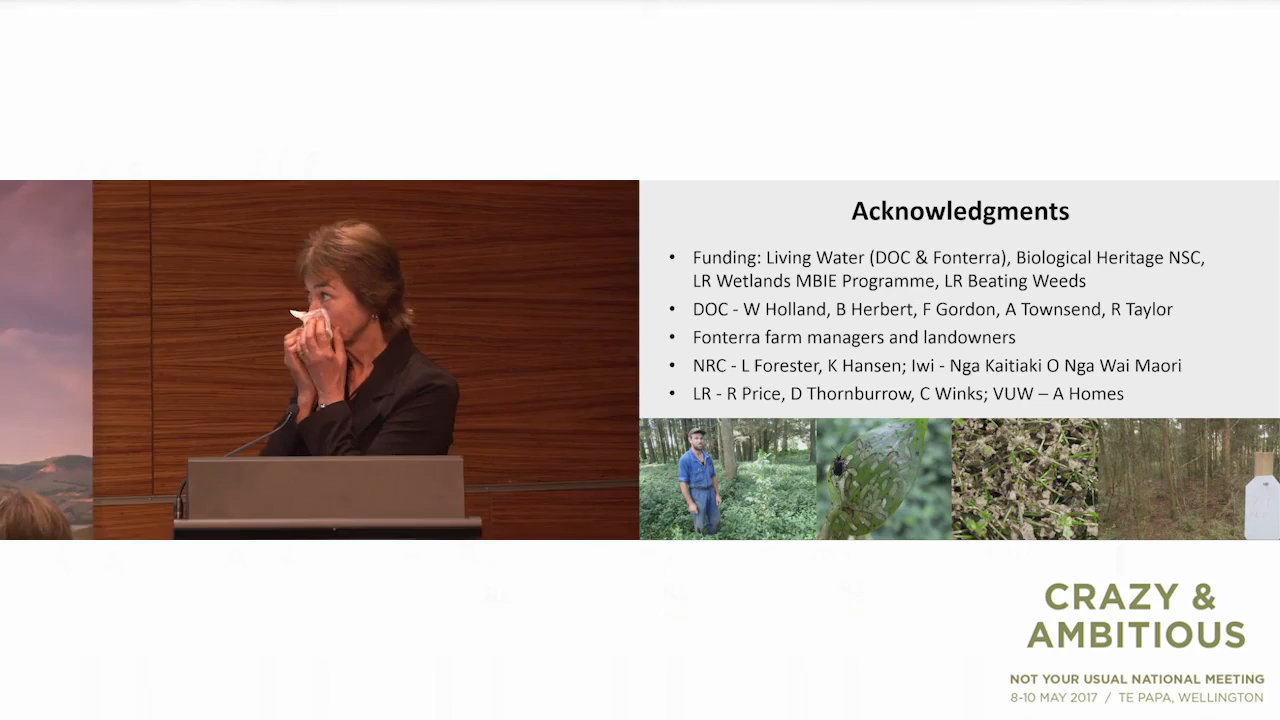 Acknowledgments
• Funding: Living Water (DOC & Fonterra), Biological Heritage NSC,
LR Wetlands MBIE Programme, LR Beating Weeds
• DOC - W Holland, B Herbert, F Gordon, A Townsend, R Taylor
• Fonterra farm managers and landowners
• NRC - L Forester, K Hansen; Iwi - Nga Kaitiaki O Nga Wai Maori
• LR - R Price, D Thornburrow, C Winks; VUW – A Homes
CRAZY &
AMBITIOUS
NOT YOUR USUAL NATIONAL MEETING
8-10 MAY 2017 / TE PAPA, WELLINGTON